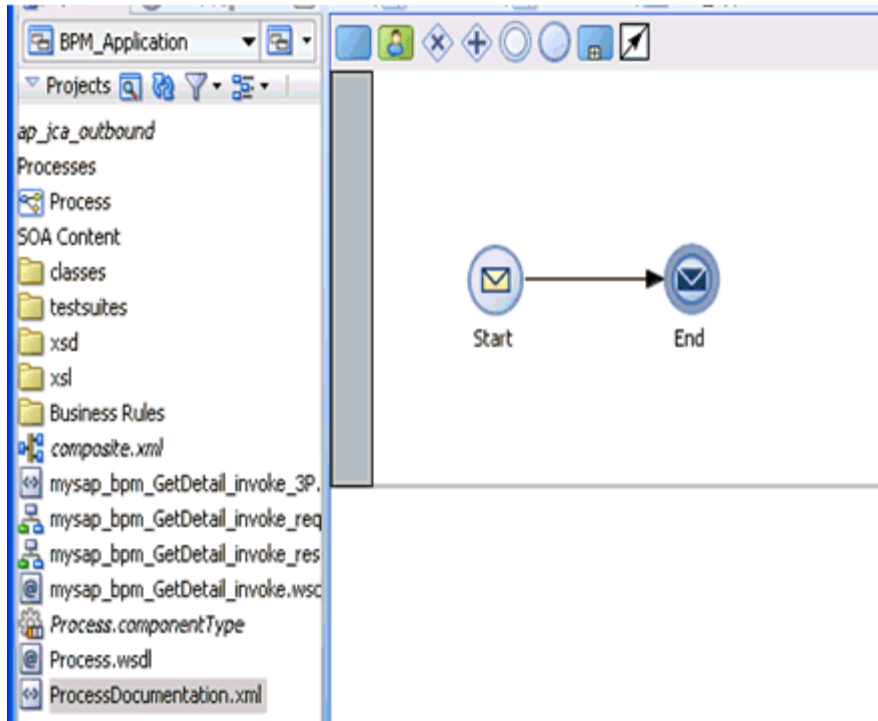 BPM_Application
Projects
ap_jca_outbound
Processes
Process
SOA Content
classes
testsuites
xsd
xsl
Business Rules
composite.xml
mysap_bpm_GetDetail_invoke_3P.
mysap_bpm_GetDetail_invoke_req
mysap_bpm_GetDetail_invoke_res
mysap_bpm_GetDetail_invoke.wsd
Process.componentType
Process.wsdl
ProcessDocumentation.xml
Start
End